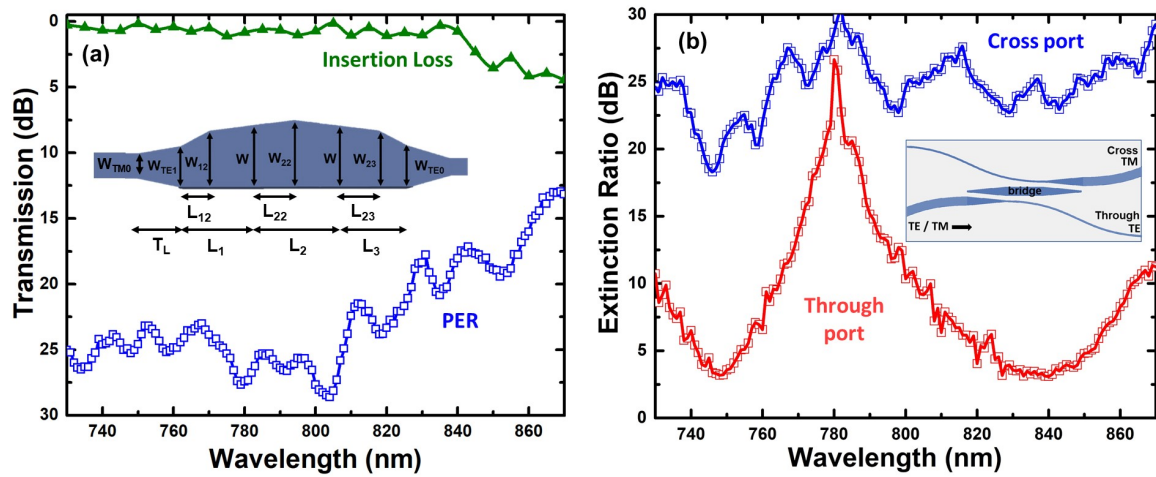 (a)
Insertion Loss
W_TM0 W_TE1 W_12 W W_22 W W_23 W_TE0
L_12 L_22 L_23
T_L L_1 L_2 L_3
PER
Transmission (dB)
0
5
10
15
20
25
30
740 760 780 800 820 840 860
Wavelength (nm)
(b)
Cross port
Cross
TM
bridge
Through
TE
TE / TM
Through
port
Extinction Ratio (dB)
30
25
20
15
10
5
0
740 760 780 800 820 840 860
Wavelength (nm)